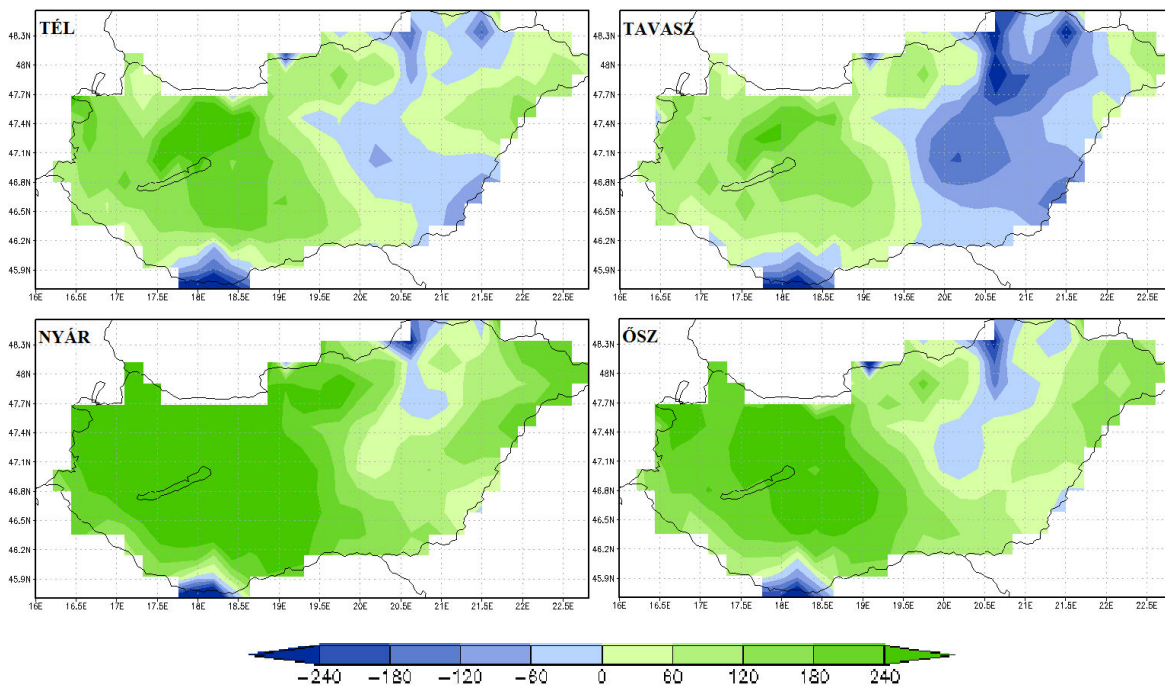 TÉL
48.3N
48N
47.7N
47.4N
47.1N
46.8N
46.5N
46.2N
45.9N
16E 16.5E 17E 17.5E 18E 18.5E 19E 19.5E 20E 20.5E 21E 21.5E 22E 22.5E
TAVASZ
48.3N
48N
47.7N
47.4N
47.1N
46.8N
46.5N
46.2N
45.9N
16E 16.5E 17E 17.5E 18E 18.5E 19E 19.5E 20E 20.5E 21E 21.5E 22E 22.5E
NYÁR
48.3N
48N
47.7N
47.4N
47.1N
46.8N
46.5N
46.2N
45.9N
16E 16.5E 17E 17.5E 18E 18.5E 19E 19.5E 20E 20.5E 21E 21.5E 22E 22.5E
ŐSZ
48.3N
48N
47.7N
47.4N
47.1N
46.8N
46.5N
46.2N
45.9N
16E 16.5E 17E 17.5E 18E 18.5E 19E 19.5E 20E 20.5E 21E 21.5E 22E 22.5E
−240 −180 −120 −60 0 60 120 180 240